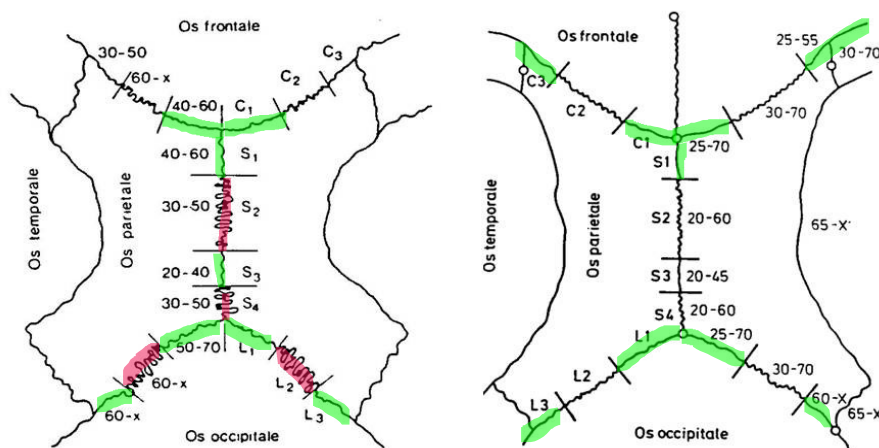 Os frontale
30-50
60-x
40-60
C1
C2
C3
40-60
S1
30-50
S2
20-40
S3
30-50
S4
Os temporale
Os parietale
50-70
L1
60-x
L2
60-x
L3
Os occipitale
Os frontale
25-55
30-70
C3
C2
30-70
C1
25-70
S1
S2
20-60
65-X
S3
20-45
S4
20-60
Os temporale
Os parietale
L1
25-70
L2
30-70
L3
60-X
65-X
Os occipitale